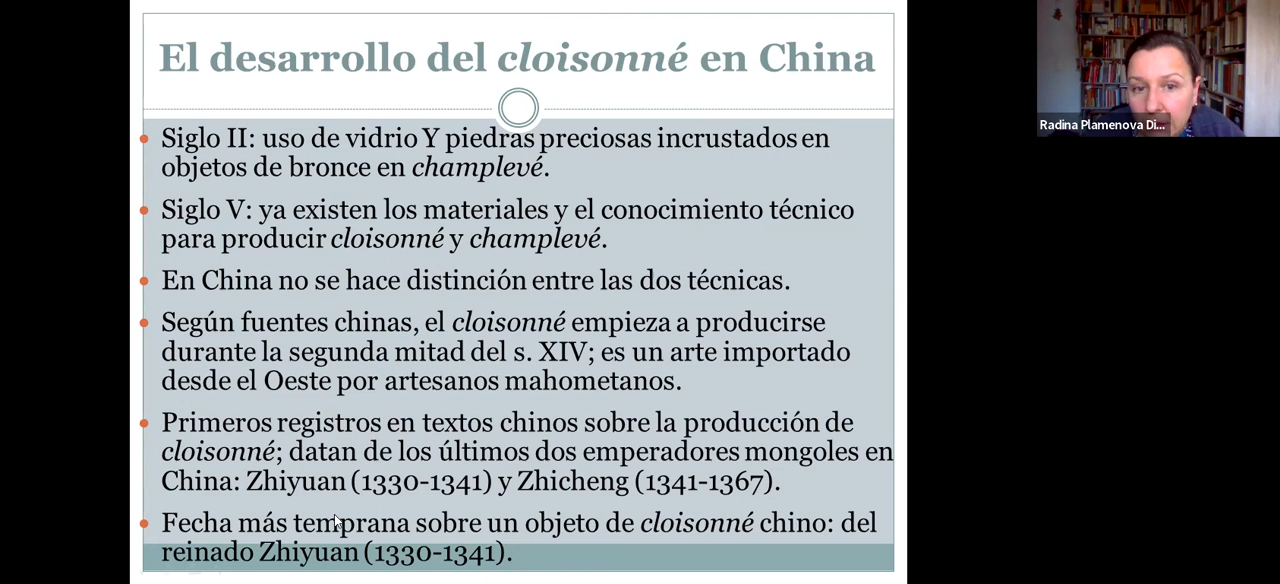 El desarrollo del cloisonné en China
Siglo II: uso de vidrio Y piedras preciosas incrustados en
objetos de bronce en champlevé.
Siglo V: ya existen los materiales y el conocimiento técnico
para producir cloisonné y champlevé.
En China no se hace distinción entre las dos técnicas.
Según fuentes chinas, el cloisonné empieza a producirse
durante la segunda mitad del s. XIV; es un arte importado
desde el Oeste por artesanos mahometanos.
Primeros registros en textos chinos sobre la producción de
cloisonné; datan de los últimos dos emperadores mongoles en
China: Zhiyuan (1330-1341) y Zhicheng (1341-1367).
Fecha más temprana sobre un objeto de cloisonné chino: del
reinado Zhiyuan (1330-1341).
Radina Plamenova Di...